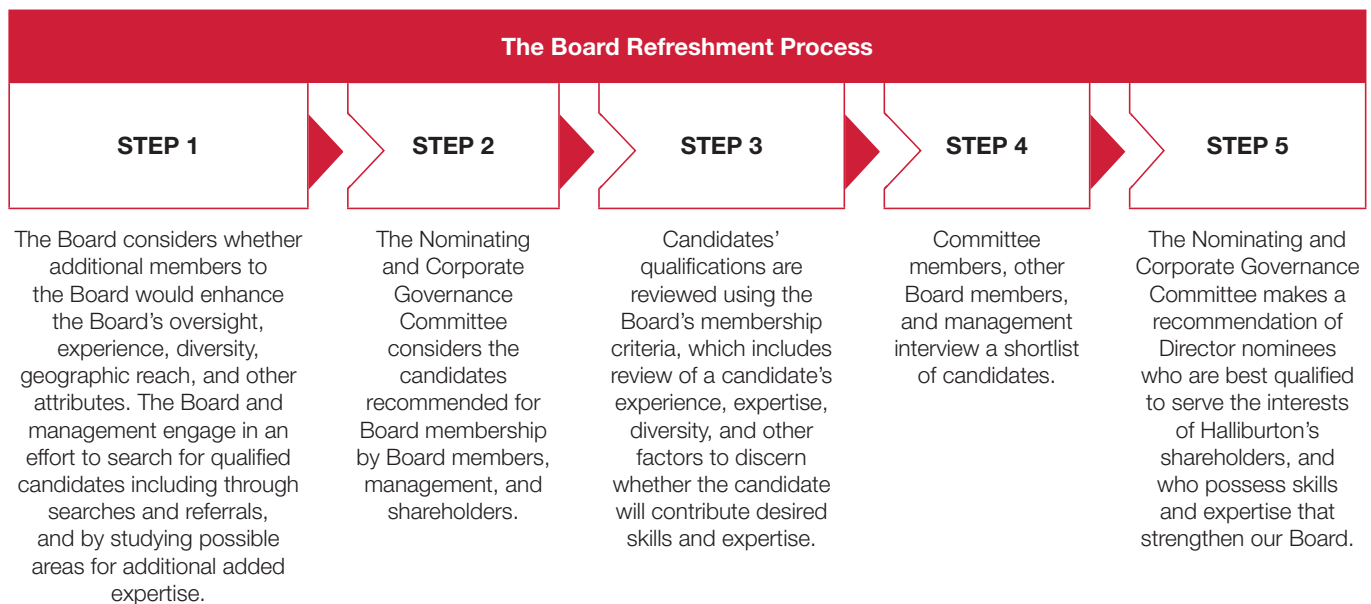 The Board Refreshment Process
STEP 1
The Board considers whether
additional members to
the Board would enhance
the Board’s oversight,
experience, diversity,
geographic reach, and other
attributes. The Board and
management engage in an
effort to search for qualified
candidates including through
searches and referrals,
and by studying possible
areas for additional added
expertise.
STEP 2
The Nominating
and Corporate
Governance
Committee
considers the
candidates
recommended for
Board membership
by Board members,
management, and
shareholders.
STEP 3
Candidates’
qualifications are
reviewed using the
Board’s membership
criteria, which includes
review of a candidate’s
experience, expertise,
diversity, and other
factors to discern
whether the candidate
will contribute desired
skills and expertise.
STEP 4
Committee
members, other
Board members,
and management
interview a shortlist
of candidates.
STEP 5
The Nominating and
Corporate Governance
Committee makes a
recommendation of
Director nominees
who are best qualified
to serve the interests
of Halliburton’s
shareholders, and
who possess skills
and expertise that
strengthen our Board.